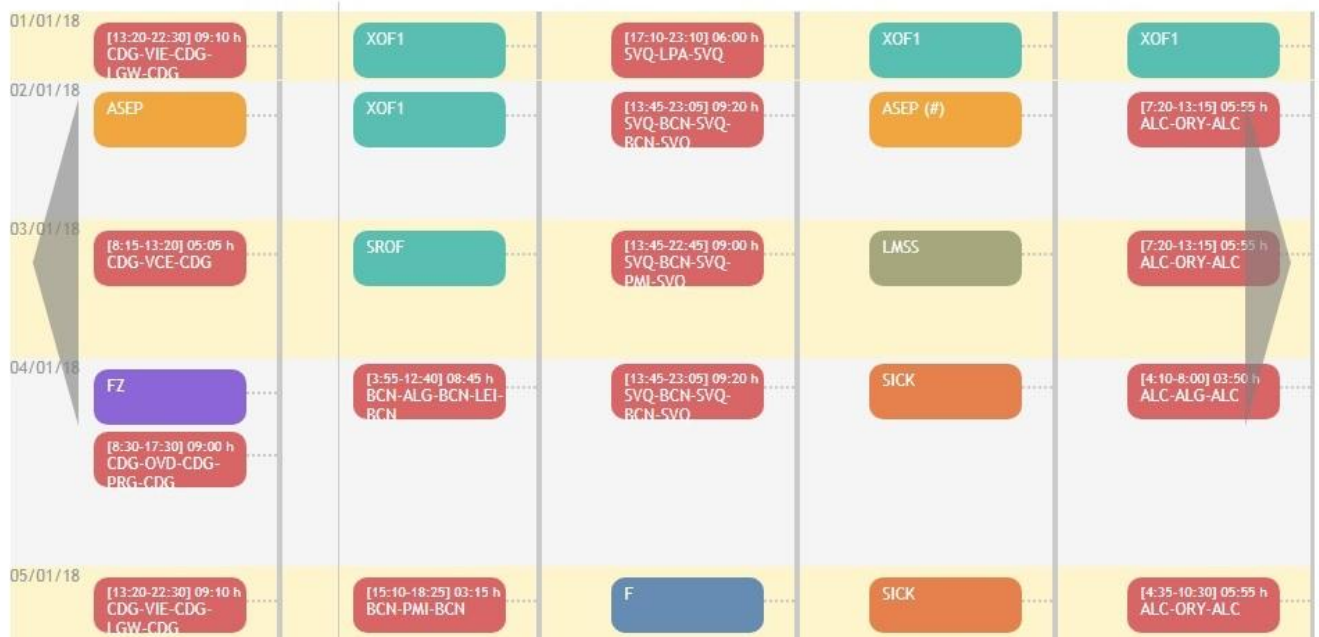 01/01/18
[13:20-22:30] 09:10 h
CDG-VIE-CDG-
LGW-CDG
XOF1
[17:10-23:10] 06:00 h
SVQ-LPA-SVQ
XOF1
XOF1
02/01/18
ASEP
XOF1
[13:45-23:05] 09:20 h
SVQ-BCN-SVQ-
BCN-SVQ
ASEP (#)
[7:20-13:15] 05:55 h
ALC-ORY-ALC
03/01/18
[8:15-13:20] 05:05 h
CDG-VCE-CDG
SROF
[13:45-22:45] 09:00 h
SVQ-BCN-SVQ-
PMI-SVQ
LMSS
[7:20-13:15] 05:55 h
ALC-ORY-ALC
04/01/18
FZ
[8:30-17:30] 09:00 h
CDG-OVD-CDG-
PRG-CDG
[3:55-12:40] 08:45 h
BCN-ALG-BCN-LEI-
BCN
[13:45-23:05] 09:20 h
SVQ-BCN-SVQ-
BCN-SVQ
SICK
[4:10-8:00] 03:50 h
ALC-ALG-ALC
05/01/18
[13:20-22:30] 09:10 h
CDG-VIE-CDG-
LGW-CDG
[15:10-18:25] 03:15 h
BCN-PMI-BCN
F
SICK
[4:35-10:30] 05:55 h
ALC-ORY-ALC